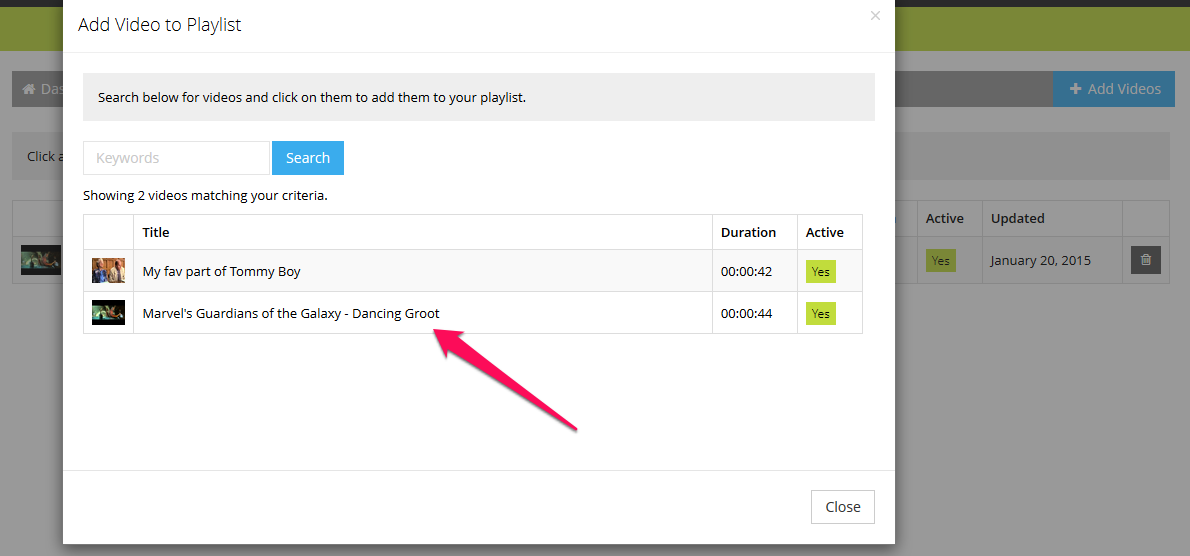 Add Video to Playlist ×
Search below for videos and click on them to add them to your playlist.
Das
Add Videos
Click a
Keywords Search
Showing 2 videos matching your criteria.
Title Duration Active
My fav part of Tommy Boy 00:00:42 Yes
Marvel's Guardians of the Galaxy - Dancing Groot 00:00:44 Yes
Active Updated
Yes January 20, 2015
Close